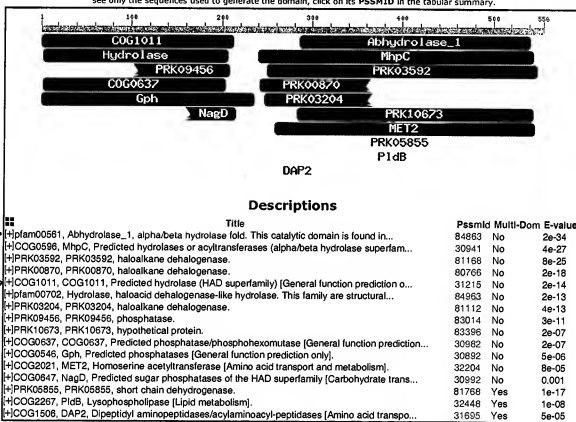 see only the sequences used to generate the domain, click on its PSSMID in the tabular summary.
1 100 200 300 400 500 556
COG1011 Abhydrolase_1
Hydrolase MhpC
PRK09456 PRK03592
COG0637 PRK00870
Gph PRK03204
NagD PRK10673
MET2
PRK05855
PldB
DAP2
Descriptions
Title PssmId Multi-Dom E-value
[+]pfam00561, Abhydrolase_1, alpha/beta hydrolase fold. This catalytic domain is found in... 84863 No 2e-34
[+]COG0596, MhpC, Predicted hydrolases or acyltransferases (alpha/beta hydrolase superfam... 30941 No 4e-27
[+]PRK03592, PRK03592, haloalkane dehalogenase. 81168 No 8e-25
[+]PRK00870, PRK00870, haloalkane dehalogenase. 80766 No 2e-18
[+]COG1011, COG1011, Predicted hydrolase (HAD superfamily) [General function prediction o... 31215 No 2e-14
[+]pfam00702, Hydrolase, haloacid dehalogenase-like hydrolase. This family are structural... 84963 No 2e-13
[+]PRK03204, PRK03204, haloalkane dehalogenase. 81112 No 4e-13
[+]PRK09456, PRK09456, phosphatase. 83014 No 3e-11
[+]PRK10673, PRK10673, hypothetical protein. 83396 No 2e-07
[+]COG0637, COG0637, Predicted phosphatase/phosphohexomutase [General function prediction... 30982 No 2e-07
[+]COG0546, Gph, Predicted phosphatases [General function prediction only]. 30892 No 5e-06
[+]COG2021, MET2, Homoserine acetyltransferase [Amino acid transport and metabolism]. 32204 No 8e-05
[+]COG0647, NagD, Predicted sugar phosphatases of the HAD superfamily [Carbohydrate trans... 30992 No 0.001
[+]PRK05855, PRK05855, short chain dehydrogenase. 81768 Yes 1e-17
[+]COG2267, PldB, Lysophospholipase [Lipid metabolism]. 32448 Yes 1e-08
[+]COG1506, DAP2, Dipeptidyl aminopeptidases/acylaminoacyl-peptidases [Amino acid transpo... 31695 Yes 5e-05